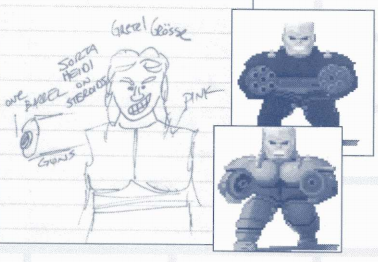 Gretel Grösse
SORTA
HEIDI
ON
STEROIDS
ONE
BARREL
GUNS
PINK